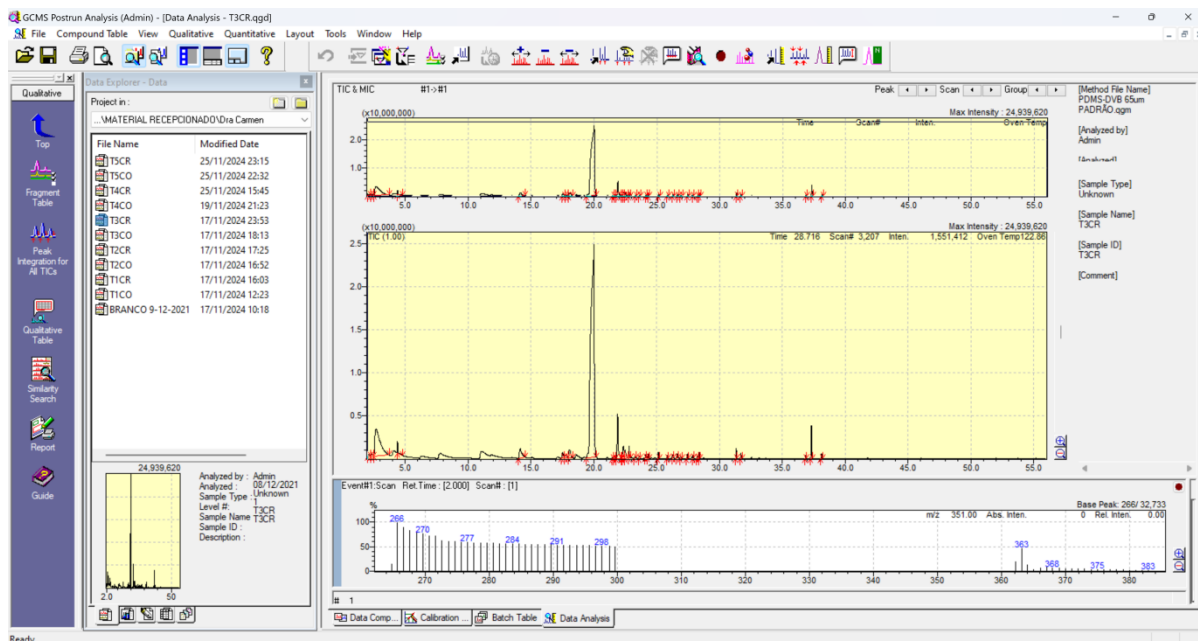 GCMS Postrun Analysis (Admin) - [Data Analysis - T3CR.qgd]
File Compound Table View Qualitative Quantitative Layout Tools Window Help
Qualitative
Top
Fragment
Table
Peak
Integration for
All TICs
Qualitative
Table
Similarity
Search
Report
Guide
Data Explorer - Data
Project in :
...\MATERIAL RECEPCIONADO\Dra Carmen
File Name Modified Date
T5CR 25/11/2024 23:15
T5CO 25/11/2024 22:32
T4CR 25/11/2024 15:45
T4CO 19/11/2024 21:23
T3CR 17/11/2024 23:53
T3CO 17/11/2024 18:13
T2CR 17/11/2024 17:25
T2CO 17/11/2024 16:52
T1CR 17/11/2024 16:03
T1CO 17/11/2024 12:23
BRANCO 9-12-2021 17/11/2024 10:18
24,939,620
2.0 50
Analyzed by : Admin
Analyzed : 08/12/2021
Sample Type : Unknown
Level #: 1
Sample Name T3CR
Sample ID : T3CR
Description :
TIC & MIC #1->#1 Peak Scan Group
(x10,000,000) Max Intensity : 24,939,620
Time Scan# Inten. Oven Temp
2.0
1.0
5.0 10.0 15.0 20.0 25.0 30.0 35.0 40.0 45.0 50.0 55.0
(x10,000,000) Max Intensity : 24,939,620
TIC (1.00) Time 28.716 Scan# 3,207 Inten. 1,551,412 Oven Temp122.86
2.5
2.0
1.5
1.0
0.5
5.0 10.0 15.0 20.0 25.0 30.0 35.0 40.0 45.0 50.0 55.0
[Method File Name]
PDMS-DVB 65um
PADRÃO.qgm
[Analyzed by]
Admin
[Analyzed]
[Sample Type]
Unknown
[Sample Name]
T3CR
[Sample ID]
T3CR
[Comment]
Event#1:Scan Ret.Time : [2.000] Scan# : [1]
Base Peak: 266/ 32,733
% m/z 351.00 Abs. Inten. 0 Rel. Inten. 0.00
100
50
0
266 270 277 284 291 298 363 368 375 383
270 280 290 300 310 320 330 340 350 360 370 380
# 1
Data Comp... Calibration ... Batch Table Data Analysis
Ready